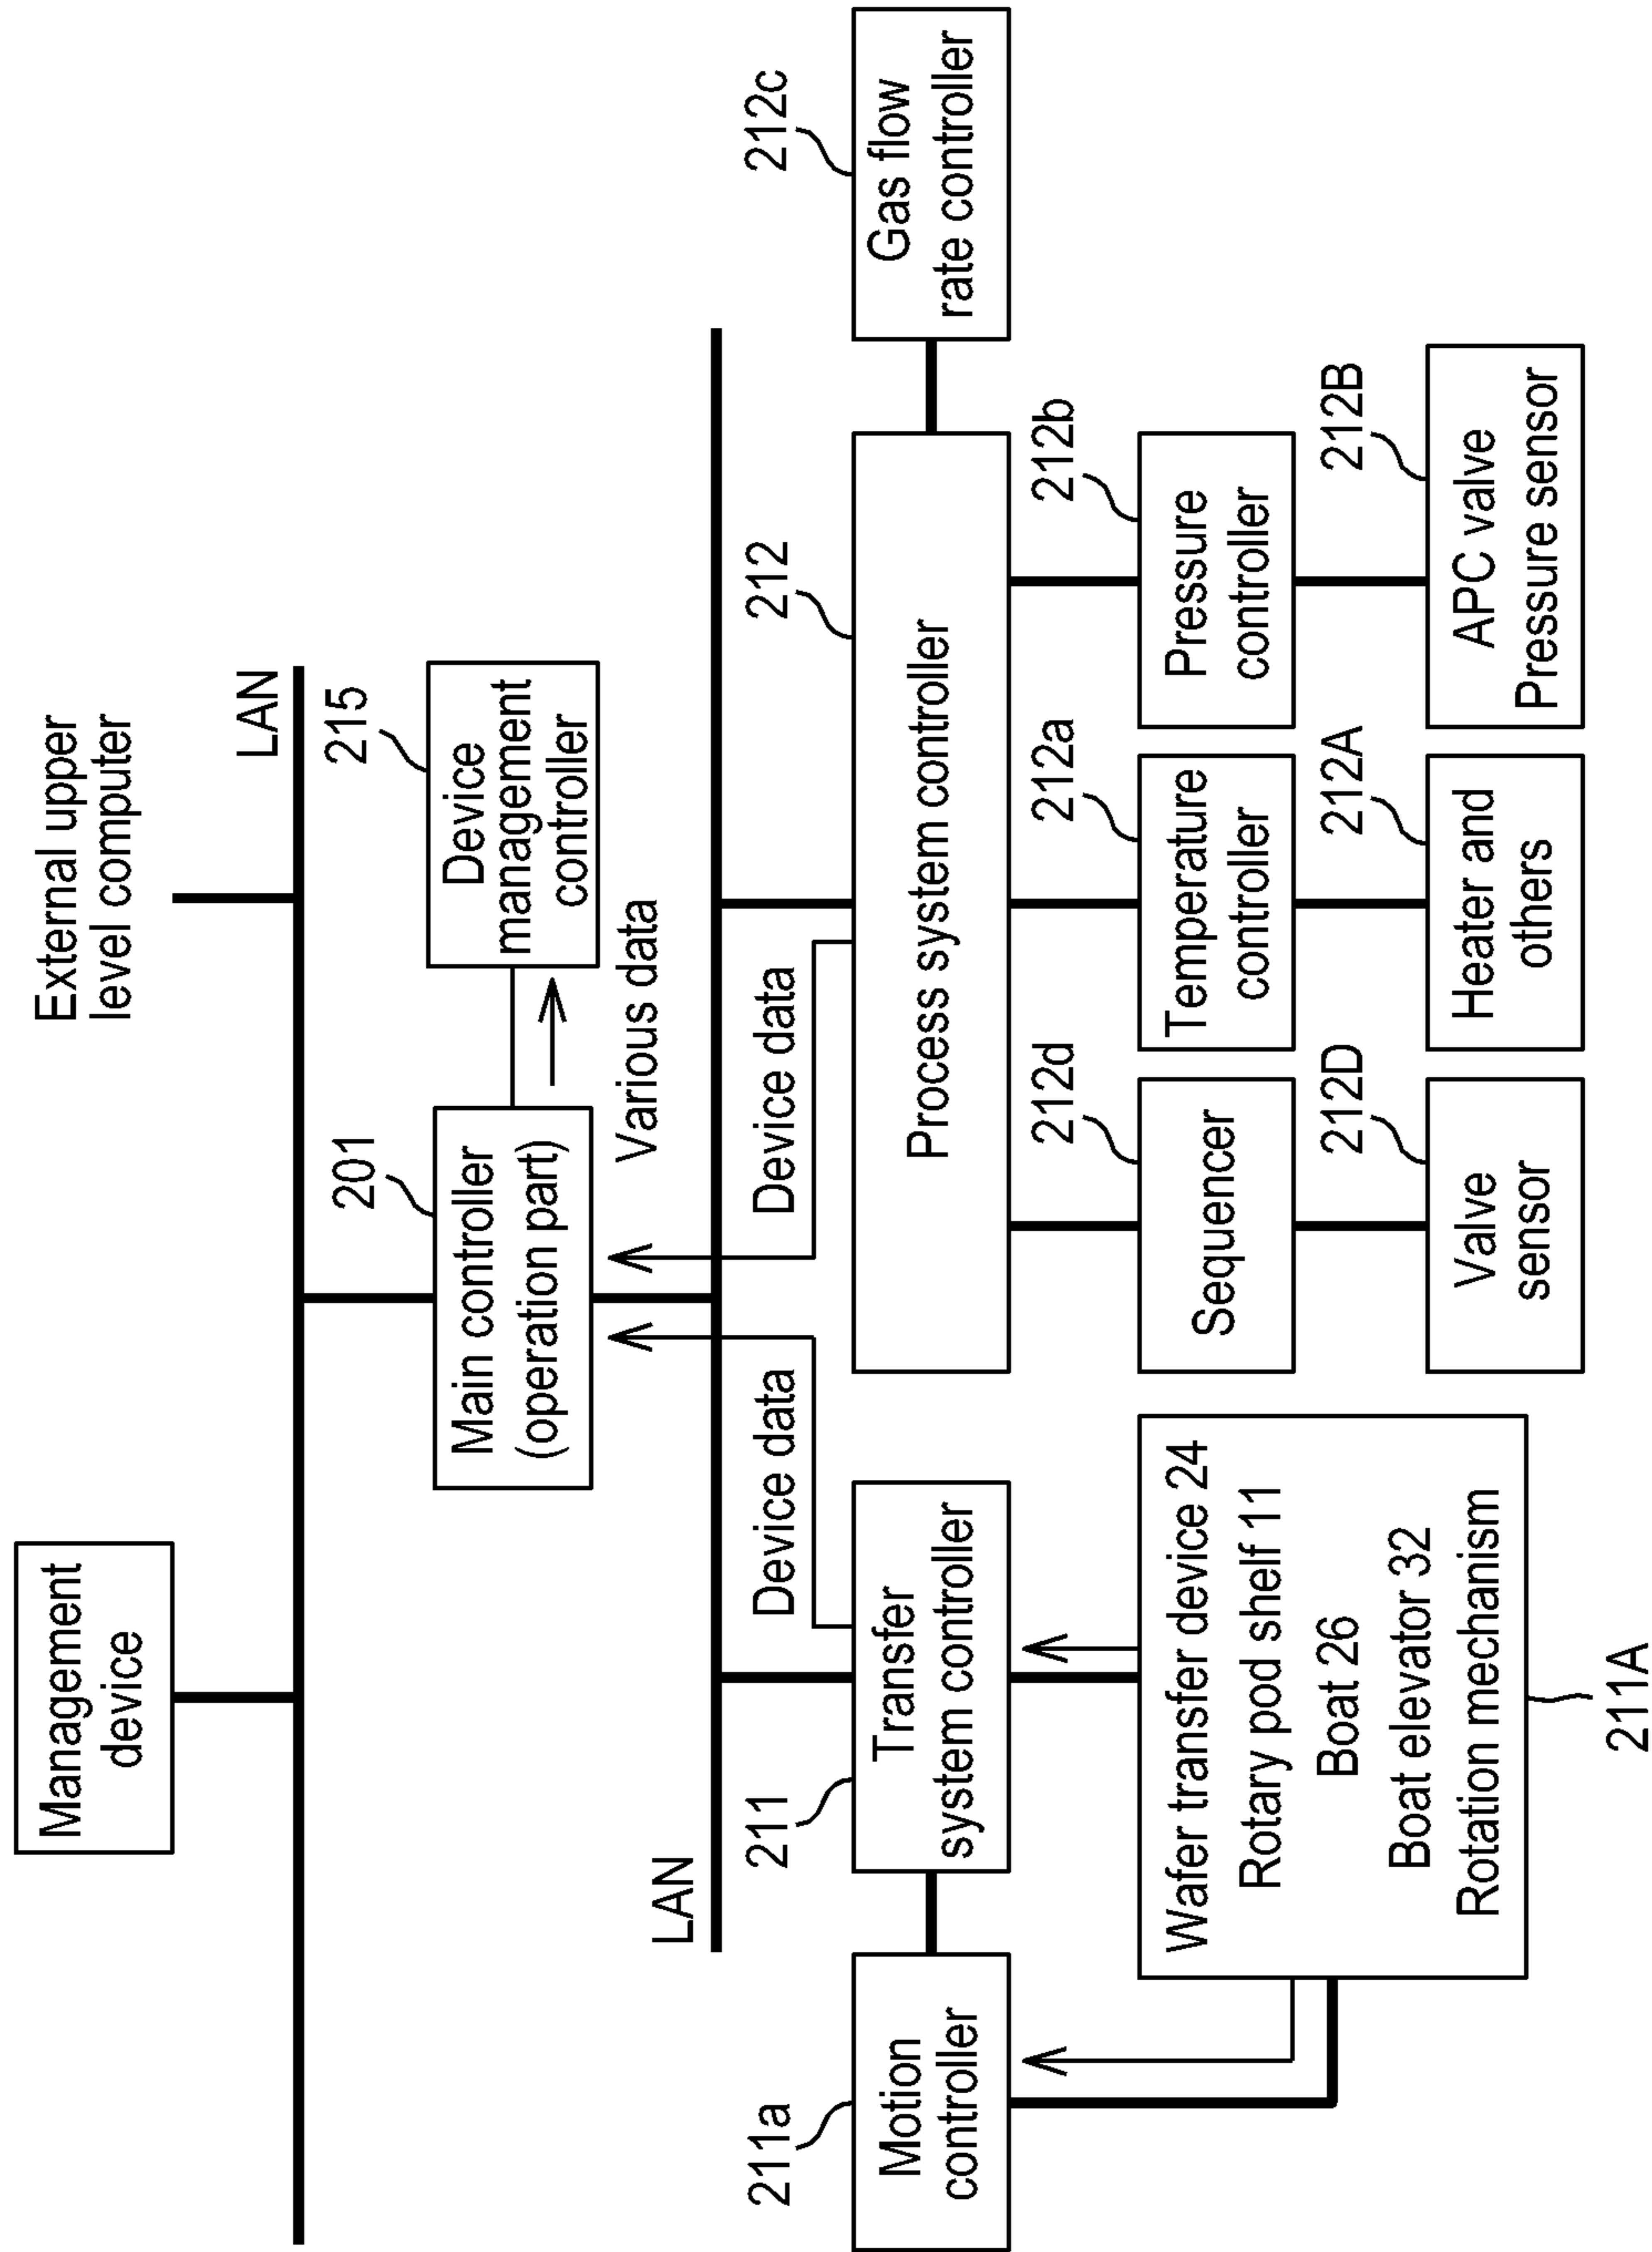 External upper
level computer
Management
device
LAN
201
Main controller
(operation part)
215
Device
management
controller
Various data
LAN
Device data
Device data
211a
Motion
controller
211
Transfer
system controller
212
Process system controller
212c
Gas flow
rate controller
212d
Sequencer
212a
Temperature
controller
212b
Pressure
controller
Wafer transfer device 24
Rotary pod shelf 11
Boat 26
Boat elevator 32
Rotation mechanism
211A
212D
Valve
sensor
212A
Heater and
others
212B
APC valve
Pressure sensor